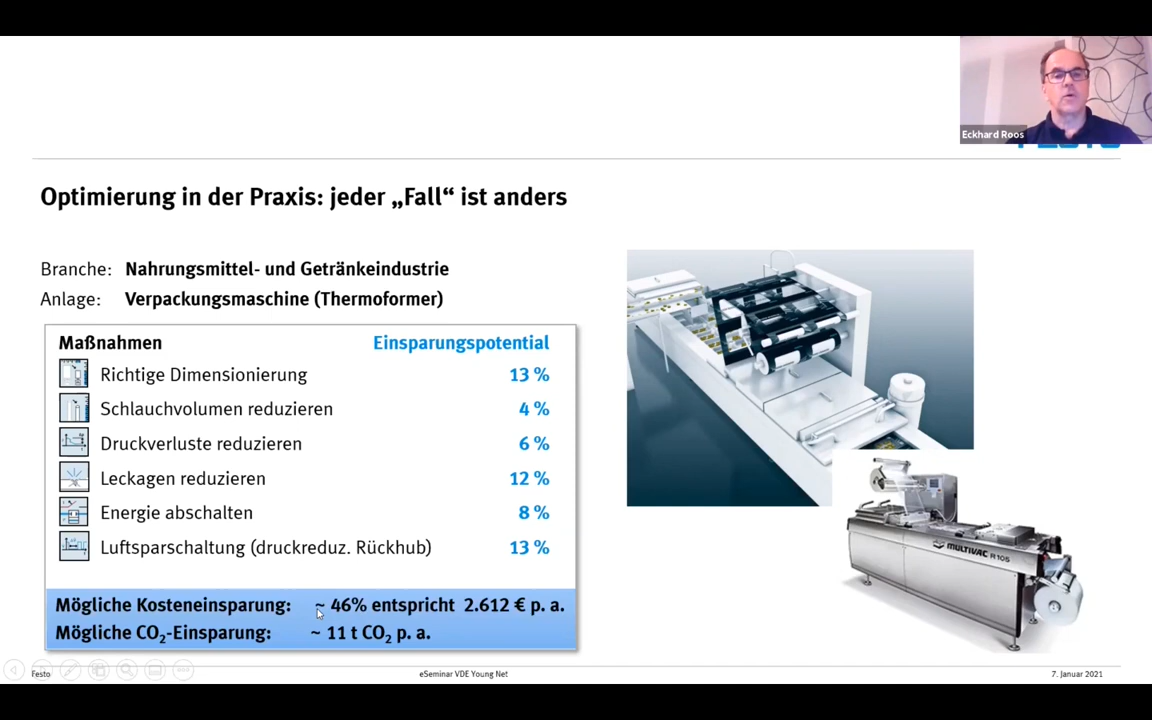 Eckhard Roos
Optimierung in der Praxis: jeder „Fall“ ist anders
Branche: Nahrungsmittel- und Getränkeindustrie
Anlage: Verpackungsmaschine (Thermoformer)
Maßnahmen Einsparungspotential
Richtige Dimensionierung 13 %
Schlauchvolumen reduzieren 4 %
Druckverluste reduzieren 6 %
Leckagen reduzieren 12 %
Energie abschalten 8 %
Luftsparschaltung (druckreduz. Rückhub) 13 %
Mögliche Kosteneinsparung: ~ 46% entspricht 2.612 € p. a.
Mögliche CO₂-Einsparung: ~ 11 t CO₂ p. a.
MULTIVAC R 105
Festo eSeminar VDE Young Net 7. Januar 2021